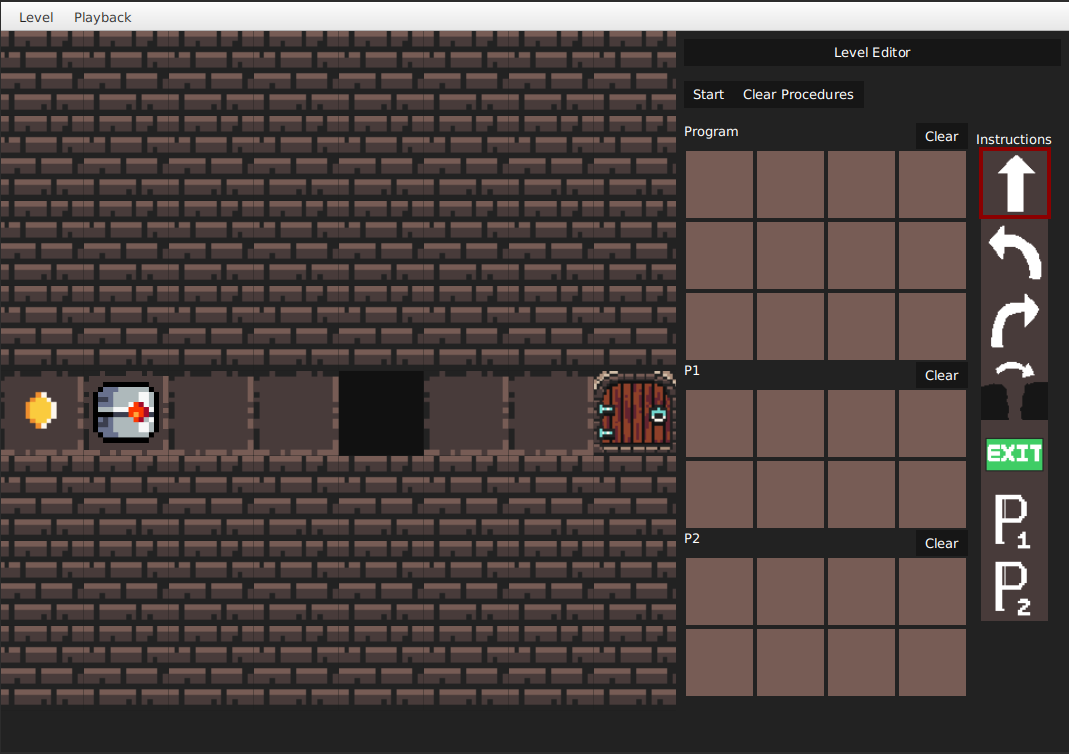 Level Playback
Level Editor
Start Clear Procedures
Program Clear Instructions
EXIT
P1 Clear
P1
P2 Clear
P2